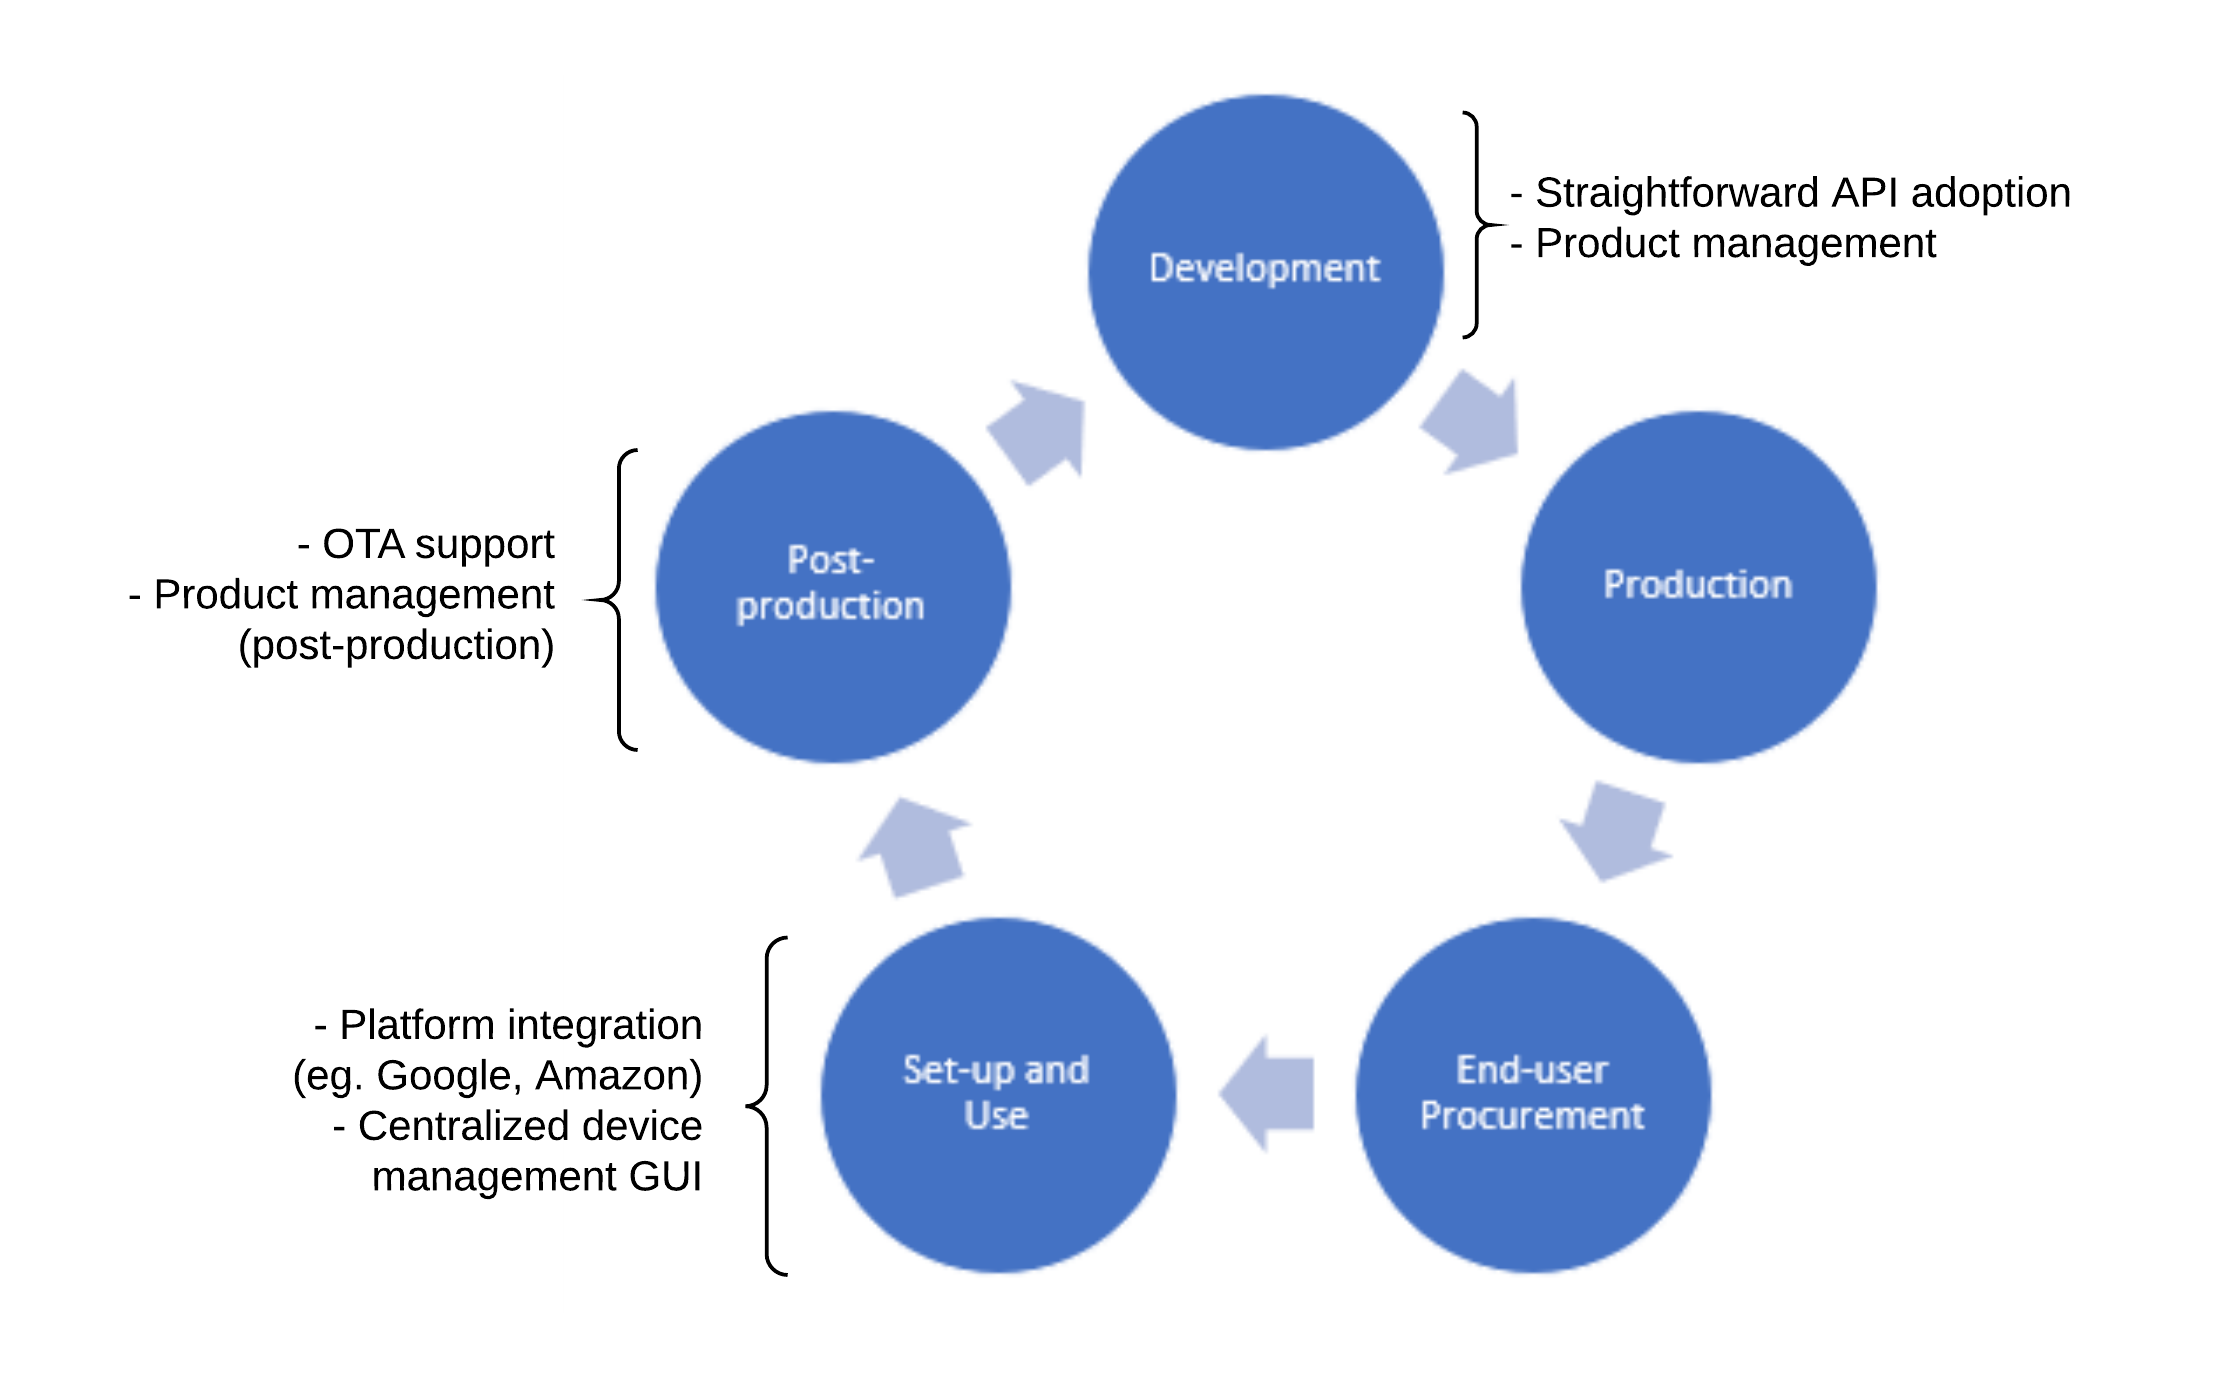 Development
- Straightforward API adoption
- Product management
Production
End-user
Procurement
Set-up and
Use
- Platform integration
(eg. Google, Amazon)
- Centralized device
management GUI
Post-
production
- OTA support
- Product management
(post-production)